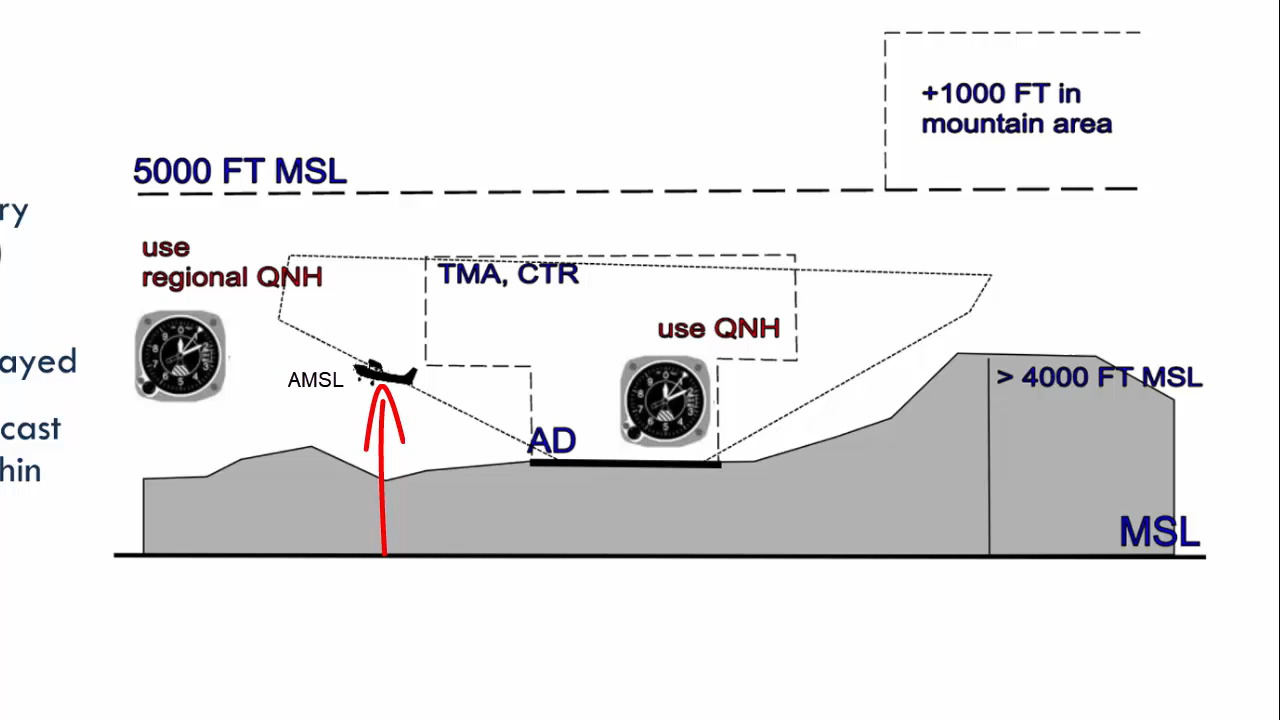 +1000 FT in
mountain area
5000 FT MSL
ry
)
use
regional QNH
TMA, CTR
use QNH
ayed
AMSL
> 4000 FT MSL
cast
AD
hin
MSL